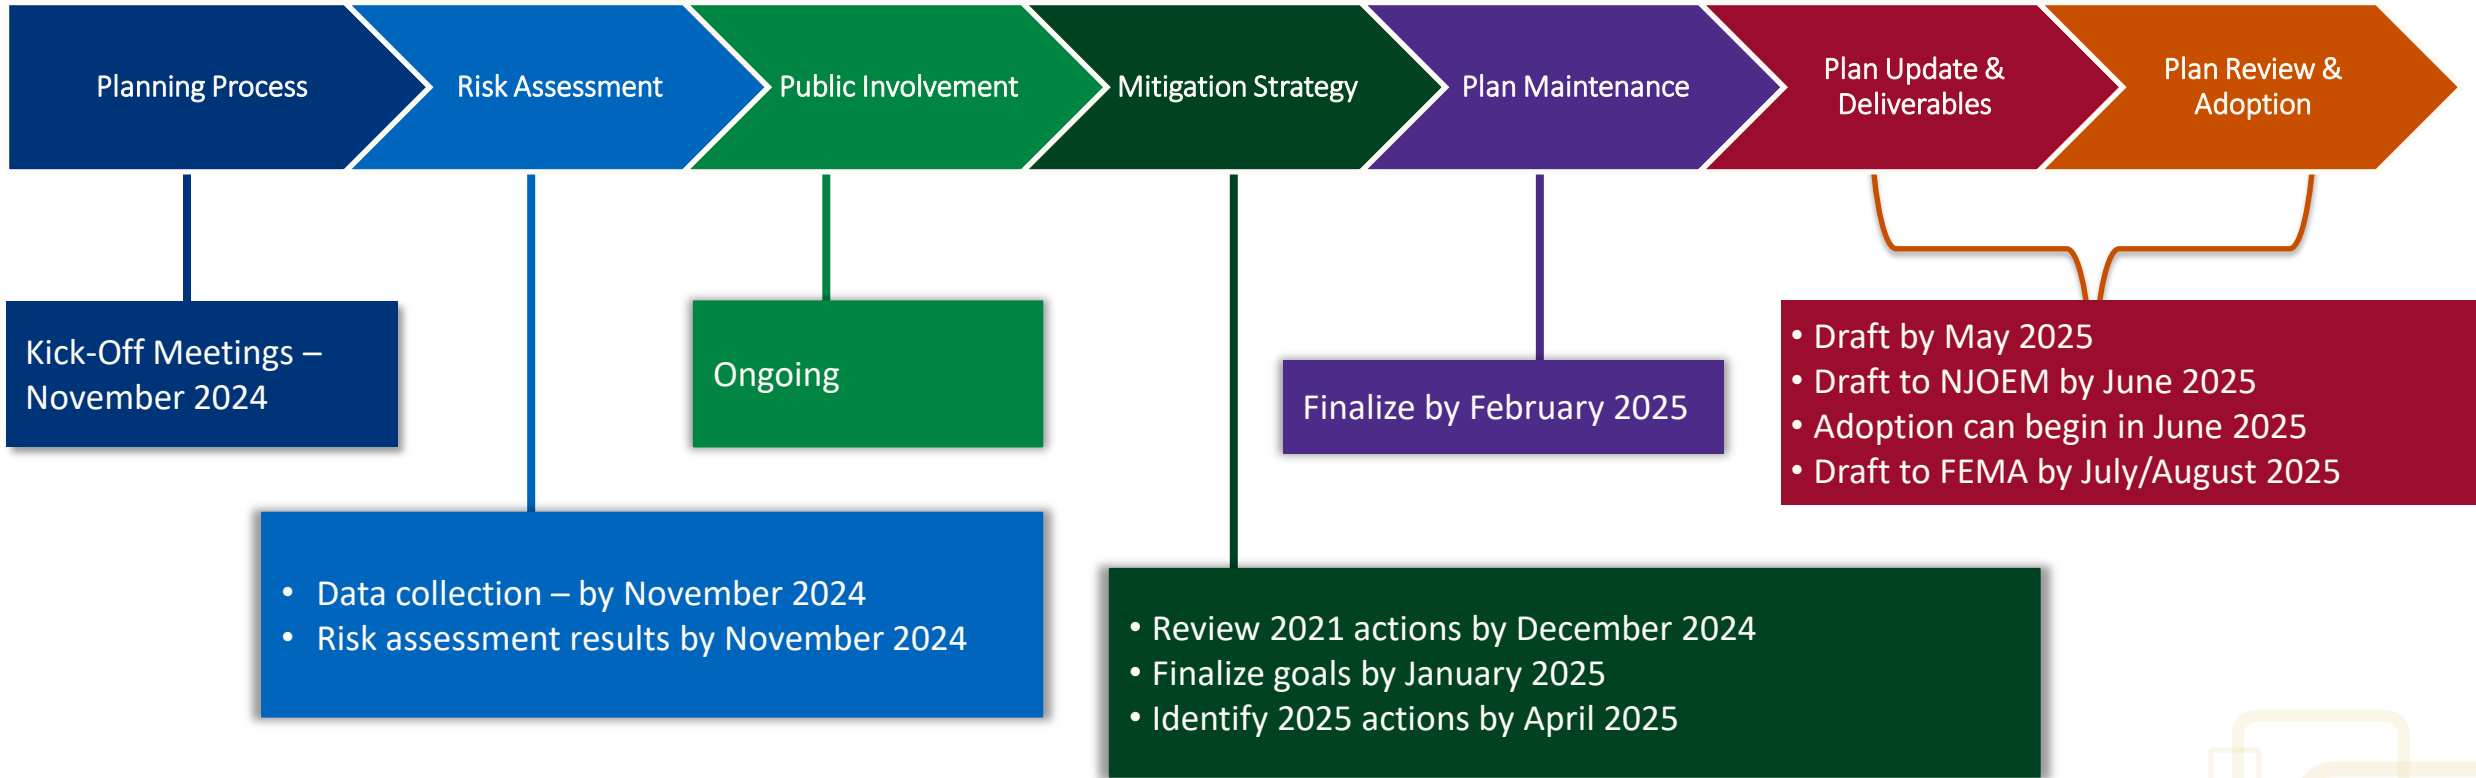 Planning Process
Risk Assessment
Public Involvement
Mitigation Strategy
Plan Maintenance
Plan Update &
Deliverables
Plan Review &
Adoption
Kick-Off Meetings –
November 2024
• Data collection – by November 2024
• Risk assessment results by November 2024
Ongoing
• Review 2021 actions by December 2024
• Finalize goals by January 2025
• Identify 2025 actions by April 2025
Finalize by February 2025
• Draft by May 2025
• Draft to NJOEM by June 2025
• Adoption can begin in June 2025
• Draft to FEMA by July/August 2025